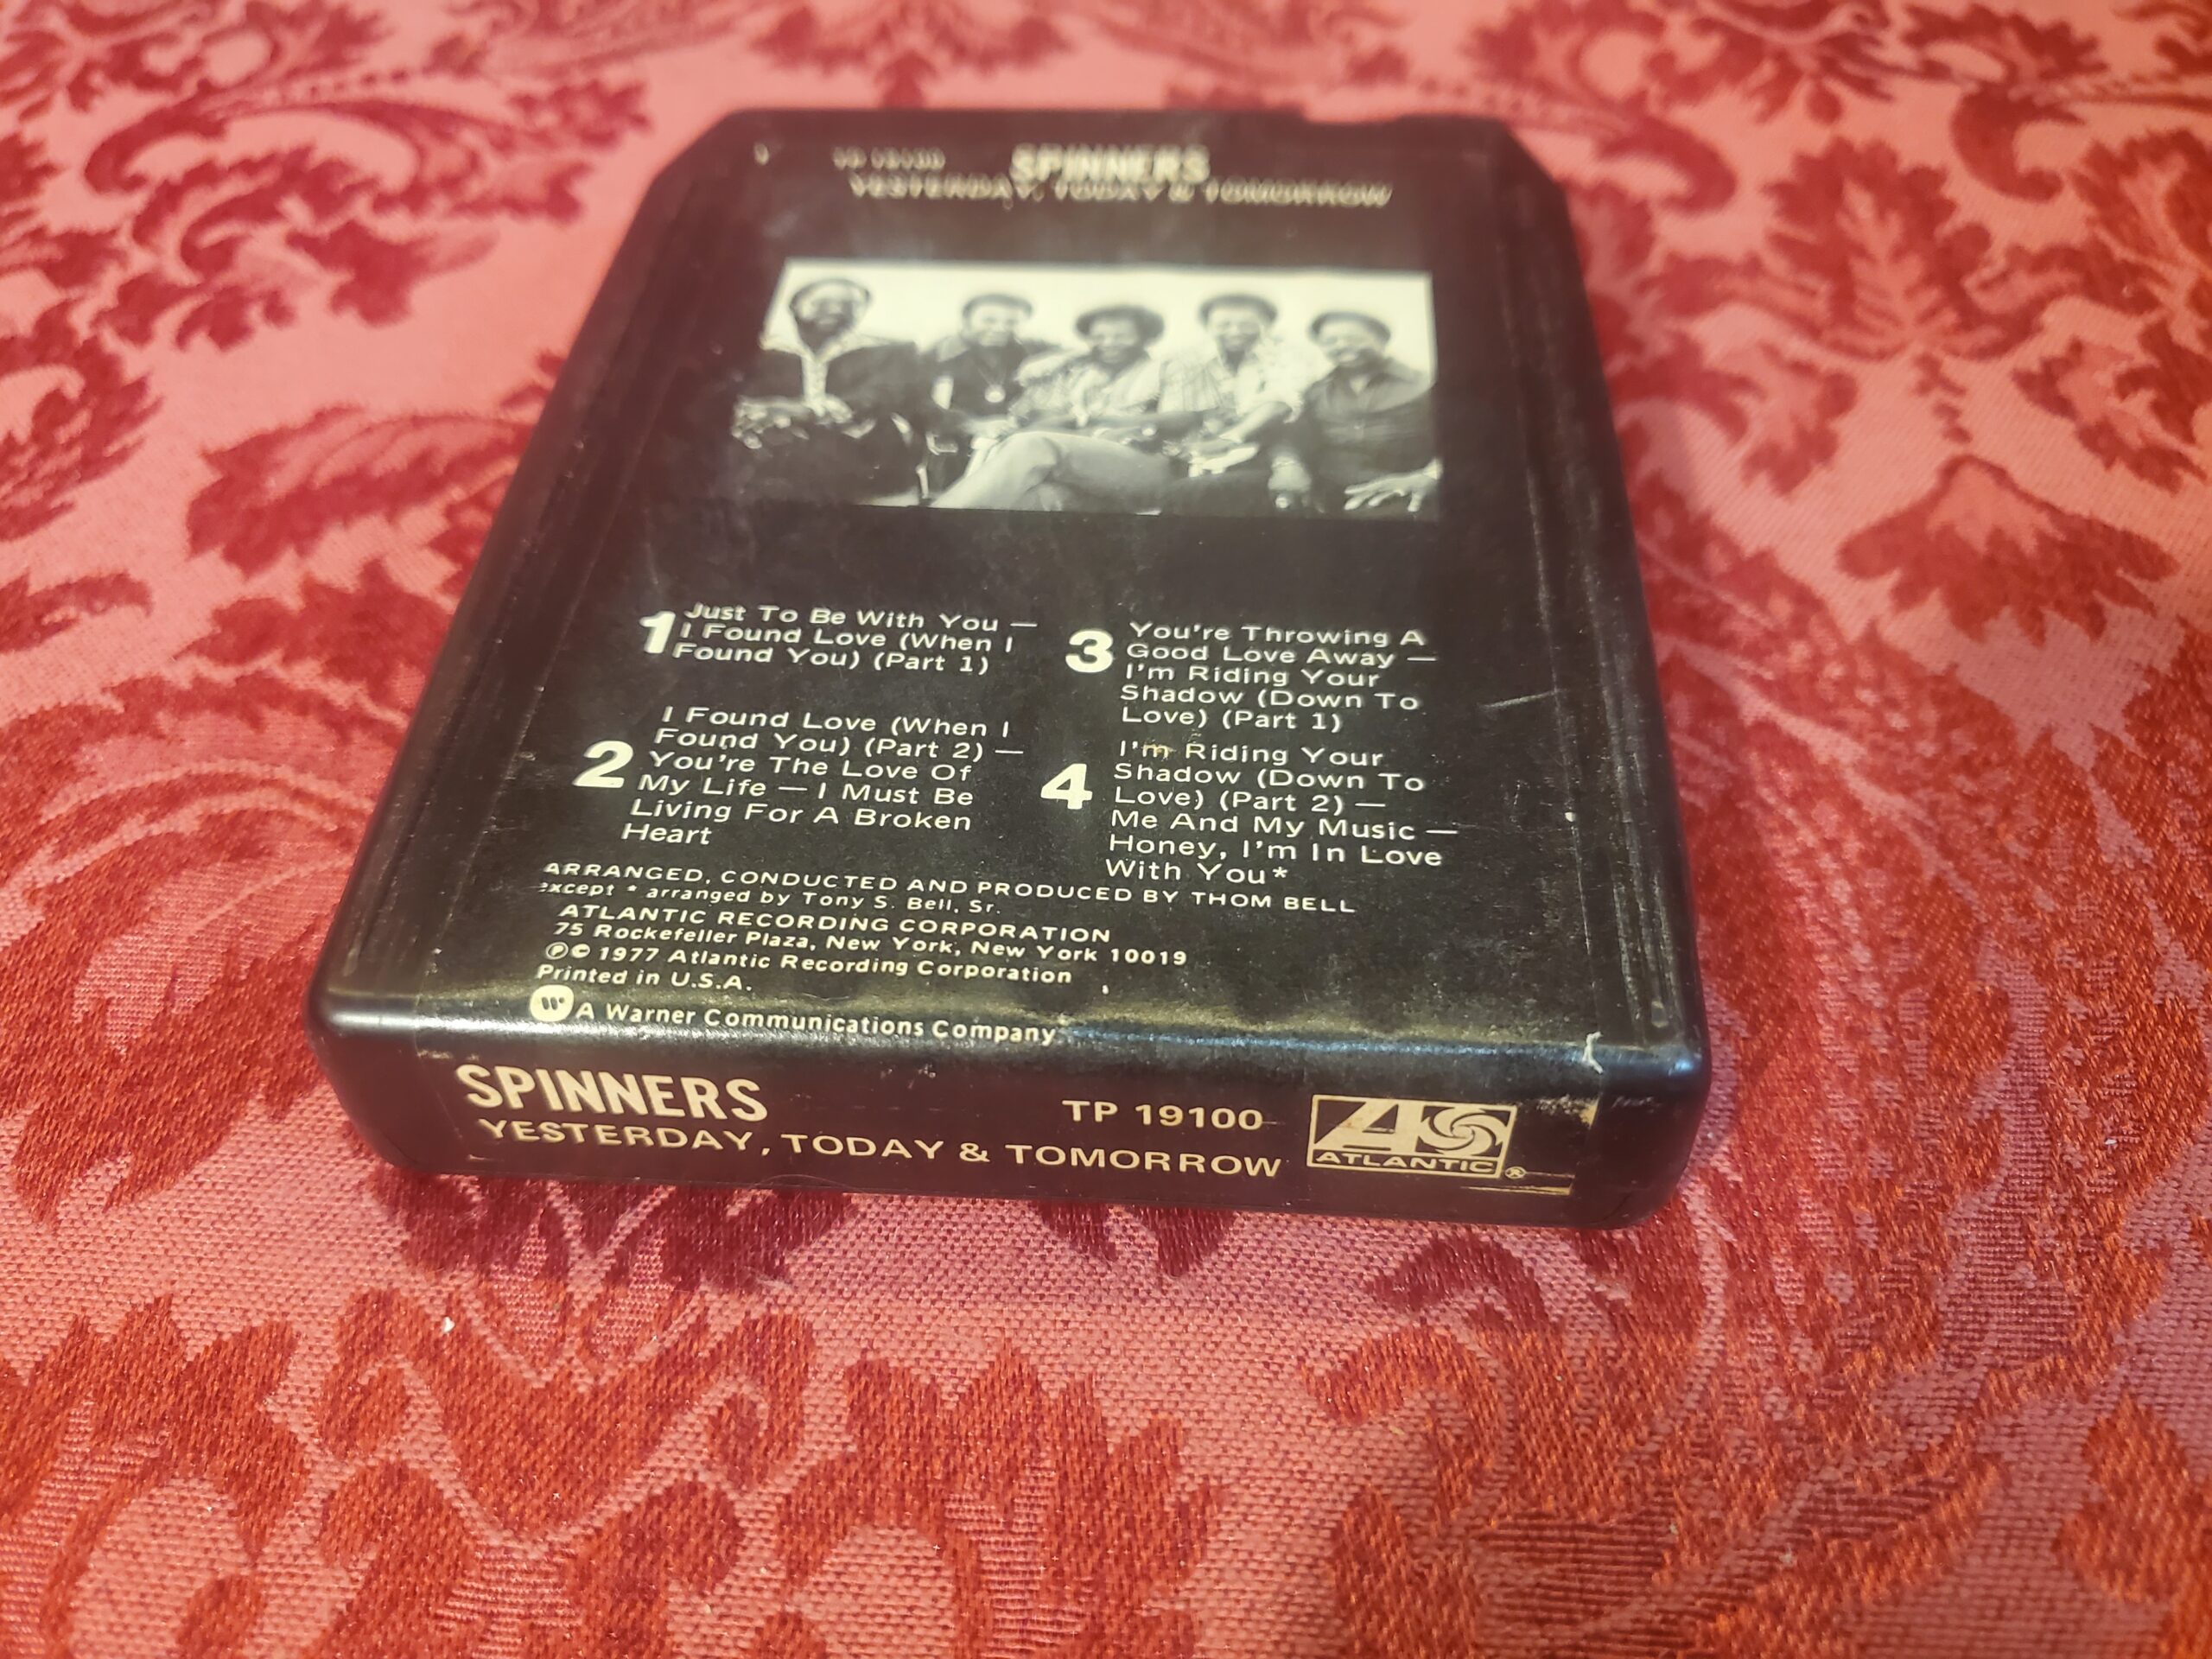 TP 19100
SPINNERS
YESTERDAY, TODAY & TOMORROW
1
Just To Be With You —
I Found Love (When I
Found You) (Part 1)
2
I Found Love (When I
Found You) (Part 2) —
You're The Love Of
My Life — I Must Be
Living For A Broken
Heart
3
You're Throwing A
Good Love Away —
I'm Riding Your
Shadow (Down To
Love) (Part 1)
4
I'm Riding Your
Shadow (Down To
Love) (Part 2) —
Me And My Music —
Honey, I'm In Love
With You*
ARRANGED, CONDUCTED AND PRODUCED BY THOM BELL
except * arranged by Tony S. Bell, Sr.
ATLANTIC RECORDING CORPORATION
75 Rockefeller Plaza, New York, New York 10019
℗© 1977 Atlantic Recording Corporation
Printed in U.S.A.
W A Warner Communications Company
SPINNERS
YESTERDAY, TODAY & TOMORROW
TP 19100
A
ATLANTIC®